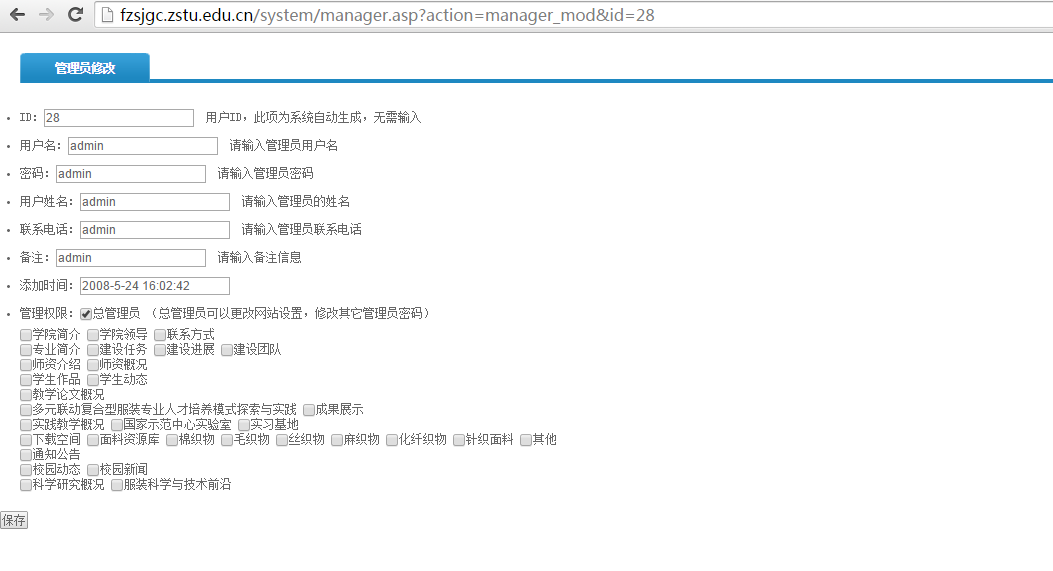 fzsjgc.zstu.edu.cn/system/manager.asp?action=manager_mod&id=28
管理员修改
ID: 28 用户ID，此项为系统自动生成，无需输入
用户名: admin 请输入管理员用户名
密码: admin 请输入管理员密码
用户姓名: admin 请输入管理员的姓名
联系电话: admin 请输入管理员联系电话
备注: admin 请输入备注信息
添加时间: 2008-5-24 16:02:42
管理权限: 总管理员 （总管理员可以更改网站设置，修改其它管理员密码）
学院简介 学院领导 联系方式
专业简介 建设任务 建设进展 建设团队
师资介绍 师资概况
学生作品 学生动态
教学论文概况
多元联动复合型服装专业人才培养模式探索与实践 成果展示
实践教学概况 国家示范中心实验室 实习基地
下载空间 面料资源库 棉织物 毛织物 丝织物 麻织物 化纤织物 针织面料 其他
通知公告
校园动态 校园新闻
科学研究概况 服装科学与技术前沿
保存